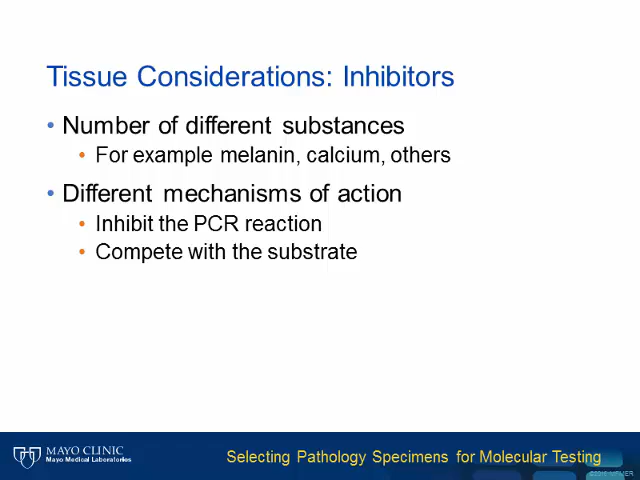 Tissue Considerations: Inhibitors
• Number of different substances
• For example melanin, calcium, others
• Different mechanisms of action
• Inhibit the PCR reaction
• Compete with the substrate
MAYO CLINIC
Mayo Medical Laboratories
Selecting Pathology Specimens for Molecular Testing